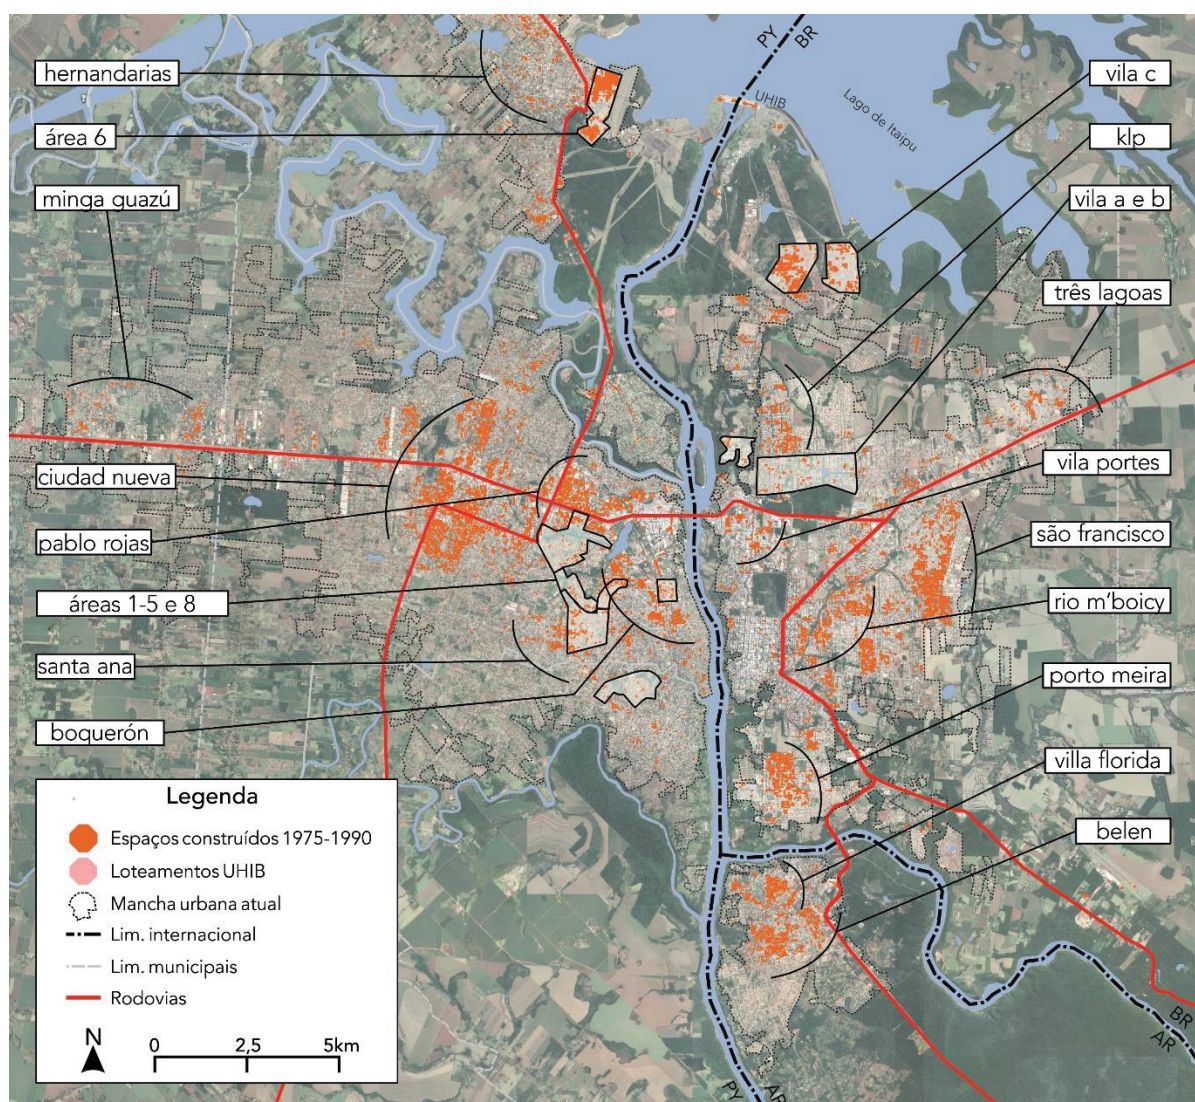 hernandarias
área 6
minga guazú
ciudad nueva
pablo rojas
áreas 1-5 e 8
santa ana
boquerón
PY
BR
UHIB
Lago de Itaipu
vila c
klp
vila a e b
três lagoas
vila portes
são francisco
rio m'boicy
porto meira
villa florida
belen
BR
AR
PY
AR
Legenda
Espaços construídos 1975-1990
Loteamentos UHIB
Mancha urbana atual
Lim. internacional
Lim. municipais
Rodovias
N
0 2,5 5km